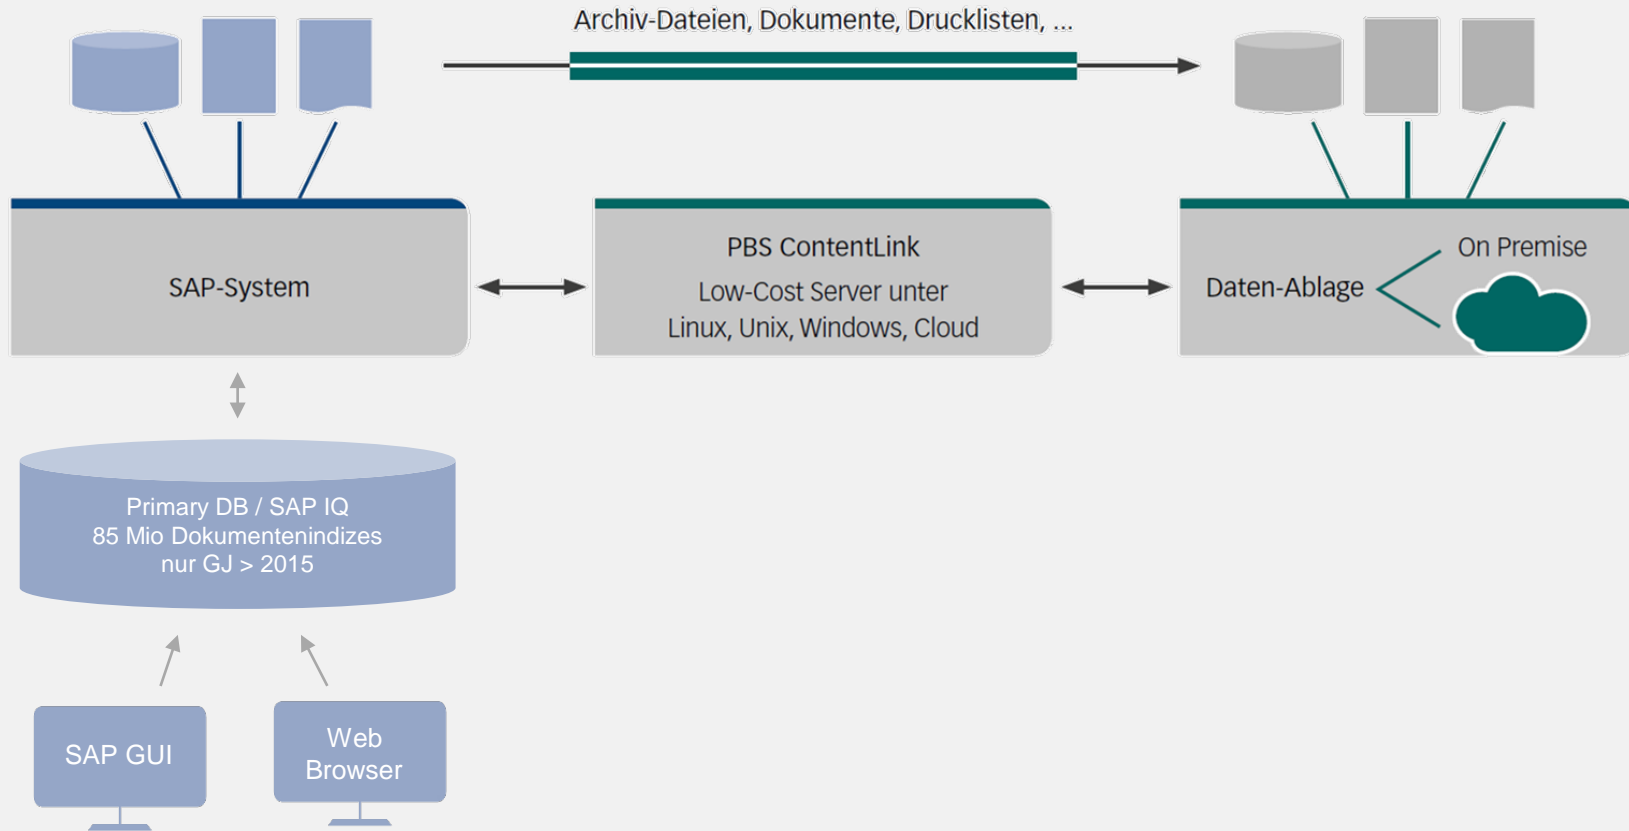 Archiv-Dateien, Dokumente, Drucklisten, ...
SAP-System
PBS ContentLink
Low-Cost Server unter
Linux, Unix, Windows, Cloud
Daten-Ablage
On Premise
Primary DB / SAP IQ
85 Mio Dokumentenindizes
nur GJ > 2015
SAP GUI
Web
Browser